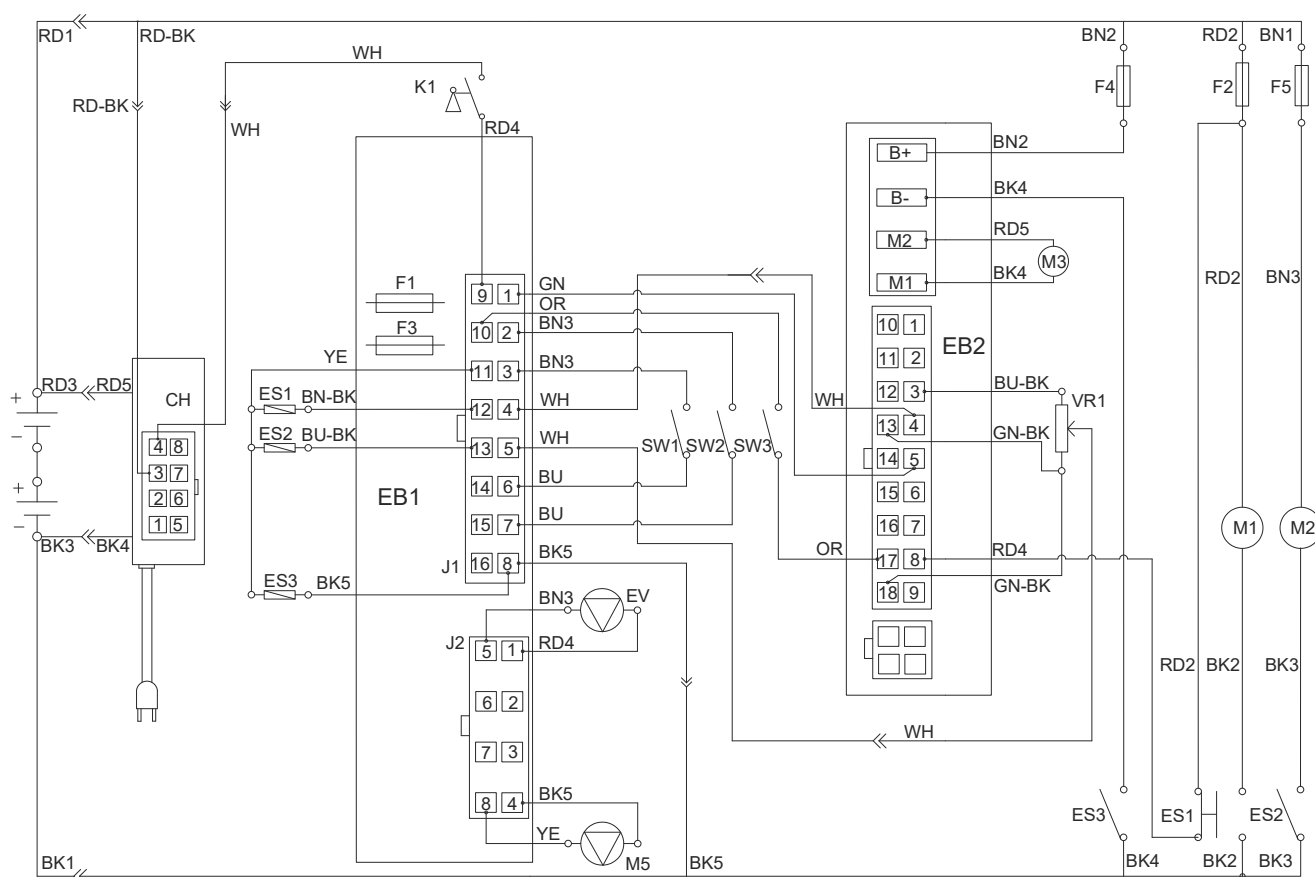 RD1
RD-BK
WH
K1
RD-BK
WH
RD4
BN2
RD2
BN1
F4
F2
F5
B+
BN2
B-
BK4
M2
RD5
M3
M1
BK4
RD2
BN3
F1
F3
9 1
GN
OR
10 2
BN3
YE
11 3
BN3
ES1
BN-BK
12 4
WH
ES2
BU-BK
13 5
WH
14 6
BU
EB1
15 7
BU
J1
16 8
BK5
ES3
BK5
SW1
SW2
SW3
10 1
EB2
11 2
12 3
BU-BK
VR1
WH
13 4
GN-BK
14 5
15 6
16 7
OR
17 8
RD4
18 9
GN-BK
+
RD3
RD5
CH
-
4 8
3 7
+
2 6
-
1 5
BK3
BK4
M1
M2
BN3
EV
J2
5 1
RD4
6 2
7 3
8 4
BK5
YE
M5
BK5
WH
RD2
BK2
BK3
ES3
ES1
ES2
BK1
BK4
BK2
BK3